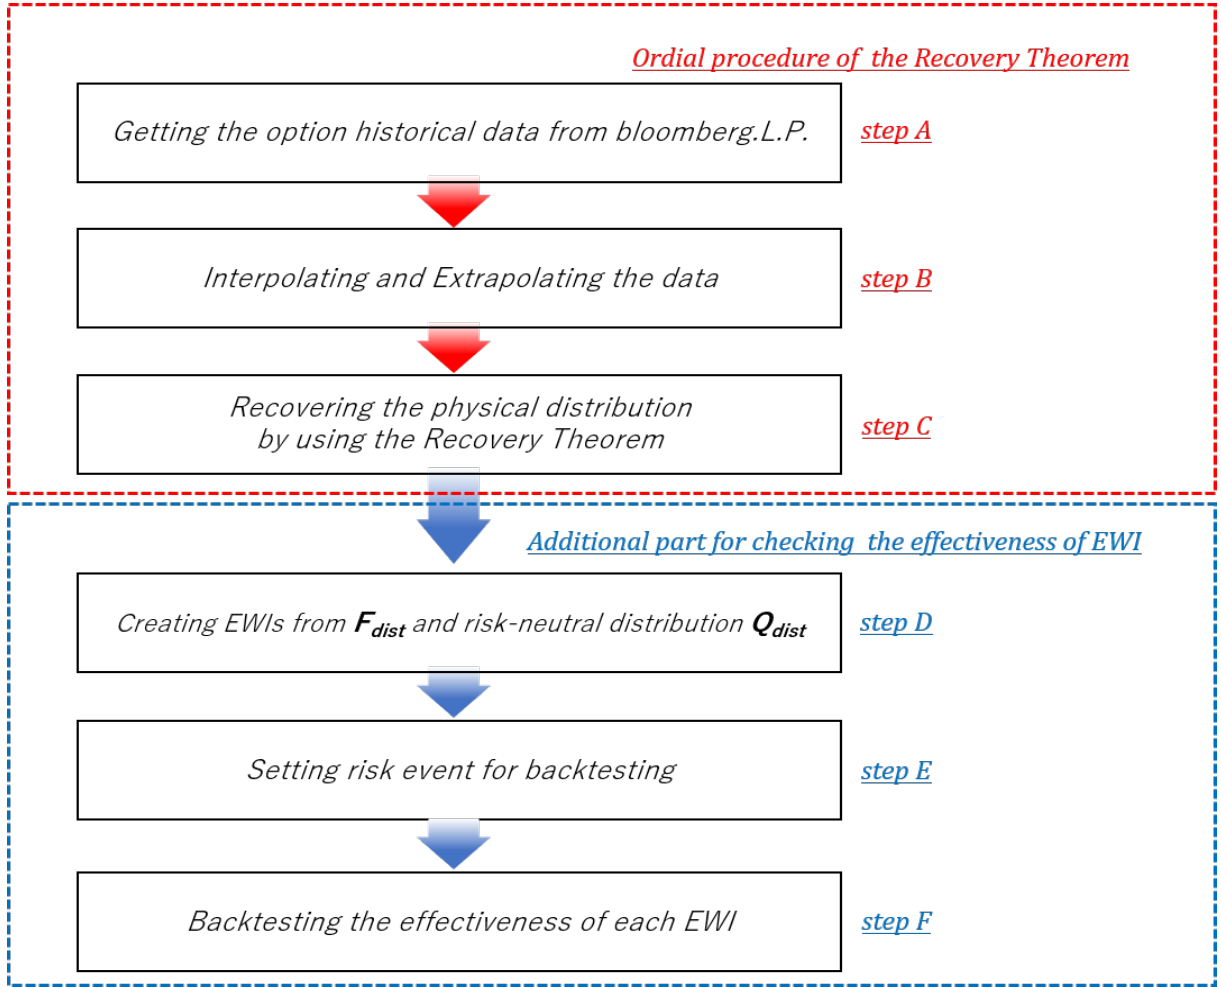 Ordial procedure of the Recovery Theorem
Getting the option historical data from bloomberg.L.P.
step A
Interpolating and Extrapolating the data
step B
Recovering the physical distribution
by using the Recovery Theorem
step C
Additional part for checking the effectiveness of EWI
Creating EWIs from F_dist and risk-neutral distribution Q_dist
step D
Setting risk event for backtesting
step E
Backtesting the effectiveness of each EWI
step F